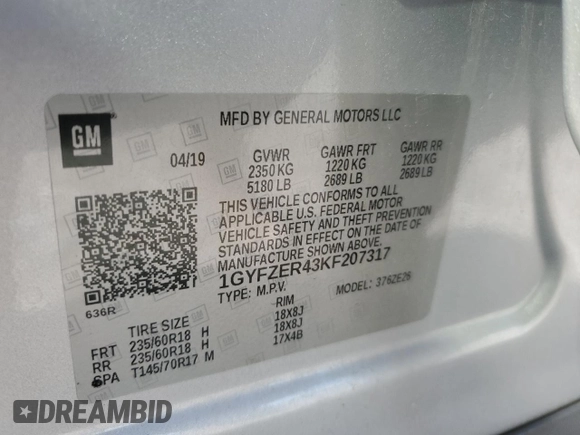 GM
MFD BY GENERAL MOTORS LLC
04/19 GVWR GAWR FRT GAWR RR
2350 KG 1220 KG 1220 KG
5180 LB 2689 LB 2689 LB
THIS VEHICLE CONFORMS TO ALL
APPLICABLE U.S. FEDERAL MOTOR
VEHICLE SAFETY AND THEFT PREVENTION
STANDARDS IN EFFECT ON THE DATE OF
MANUFACTURE SHOWN ABOVE.
1GYFZER43KF207317
TYPE: M.P.V. MODEL: 376ZE26
636R
TIRE SIZE RIM
FRT 235/60R18 H 18X8J
RR 235/60R18 H 18X8J
SPA T145/70R17 M 17X4B
DREAMBID